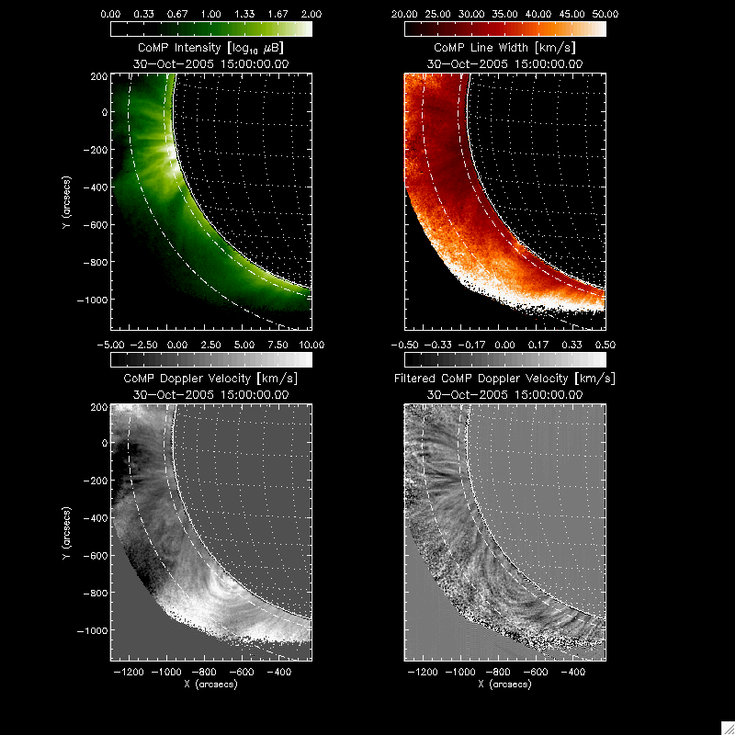 0.00 0.33 0.67 1.00 1.33 1.67 2.00
CoMP Intensity [log₁₀ μB]
30-Oct-2005 15:00:00.00
200
0
-200
-400
-600
-800
-1000
Y (arcsecs)
20.00 25.00 30.00 35.00 40.00 45.00 50.00
CoMP Line Width [km/s]
30-Oct-2005 15:00:00.00
-5.00 -2.50 0.00 2.50 5.00 7.50 10.00
CoMP Doppler Velocity [km/s]
30-Oct-2005 15:00:00.00
200
0
-200
-400
-600
-800
-1000
Y (arcsecs)
-1200 -1000 -800 -600 -400
X (arcsecs)
-0.50 -0.33 -0.17 0.00 0.17 0.33 0.50
Filtered CoMP Doppler Velocity [km/s]
30-Oct-2005 15:00:00.00
-1200 -1000 -800 -600 -400
X (arcsecs)